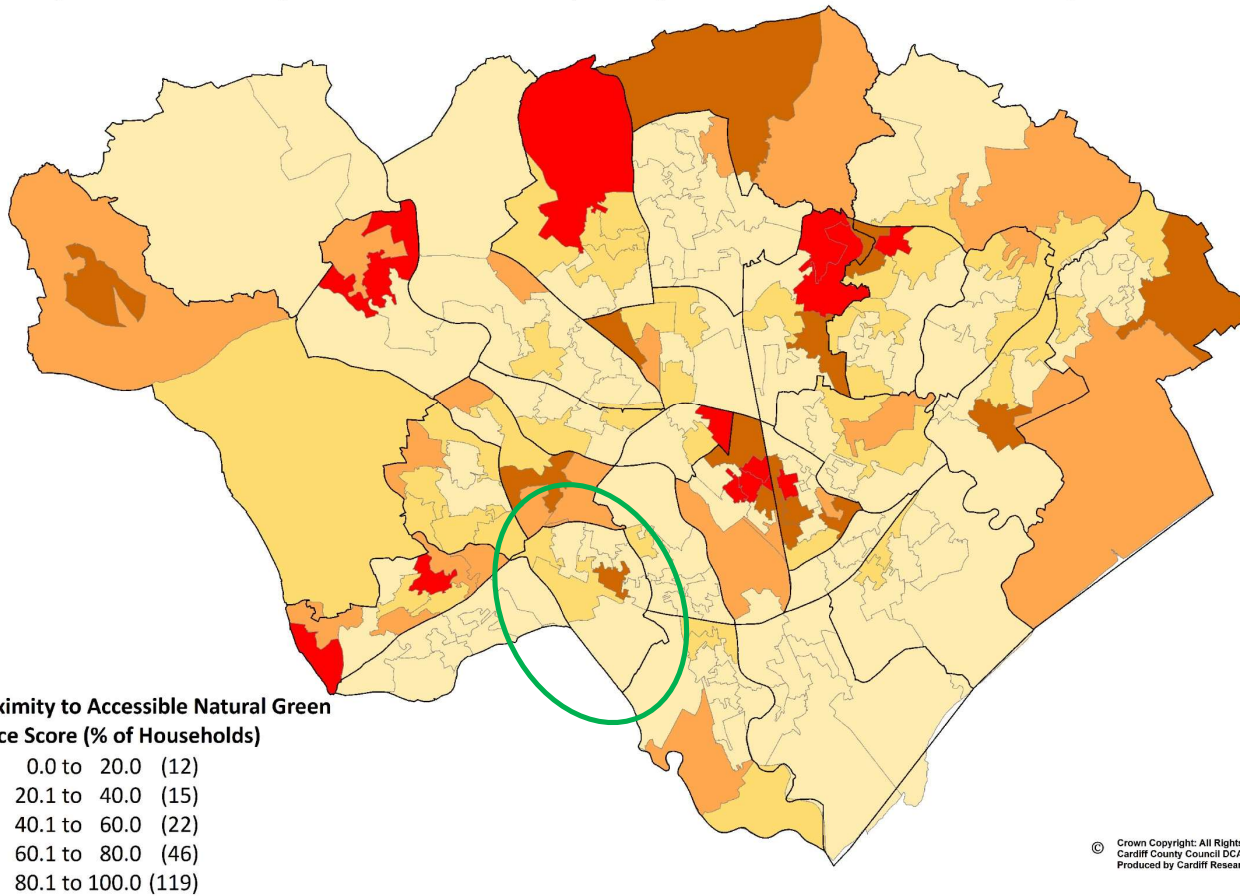 ximity to Accessible Natural Green
ce Score (% of Households)
0.0 to 20.0 (12)
20.1 to 40.0 (15)
40.1 to 60.0 (22)
60.1 to 80.0 (46)
80.1 to 100.0 (119)
© Crown Copyright: All Rights
Cardiff County Council DCA
Produced by Cardiff Resear